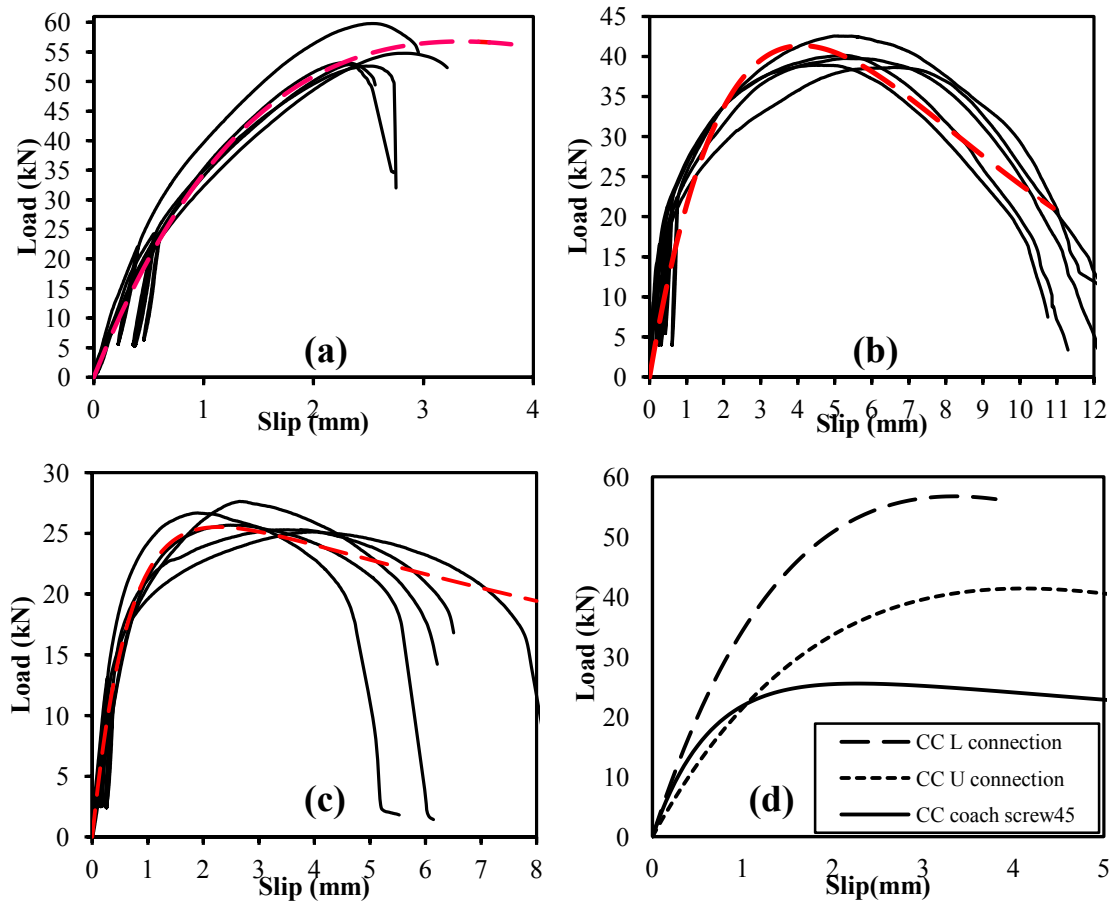 60
55
50
45
40
35
30
25
20
15
10
5
0
Load (kN)
(a)
0 1 2 3 4
Slip (mm)
45
40
35
30
25
20
15
10
5
0
Load (kN)
(b)
0 1 2 3 4 5 6 7 8 9 10 11 12
Slip (mm)
30
25
20
15
10
5
0
Load (kN)
(c)
0 1 2 3 4 5 6 7 8
Slip (mm)
60
50
40
30
20
10
0
Load (kN)
(d)
CC L connection
CC U connection
CC coach screw45
0 1 2 3 4 5
Slip(mm)